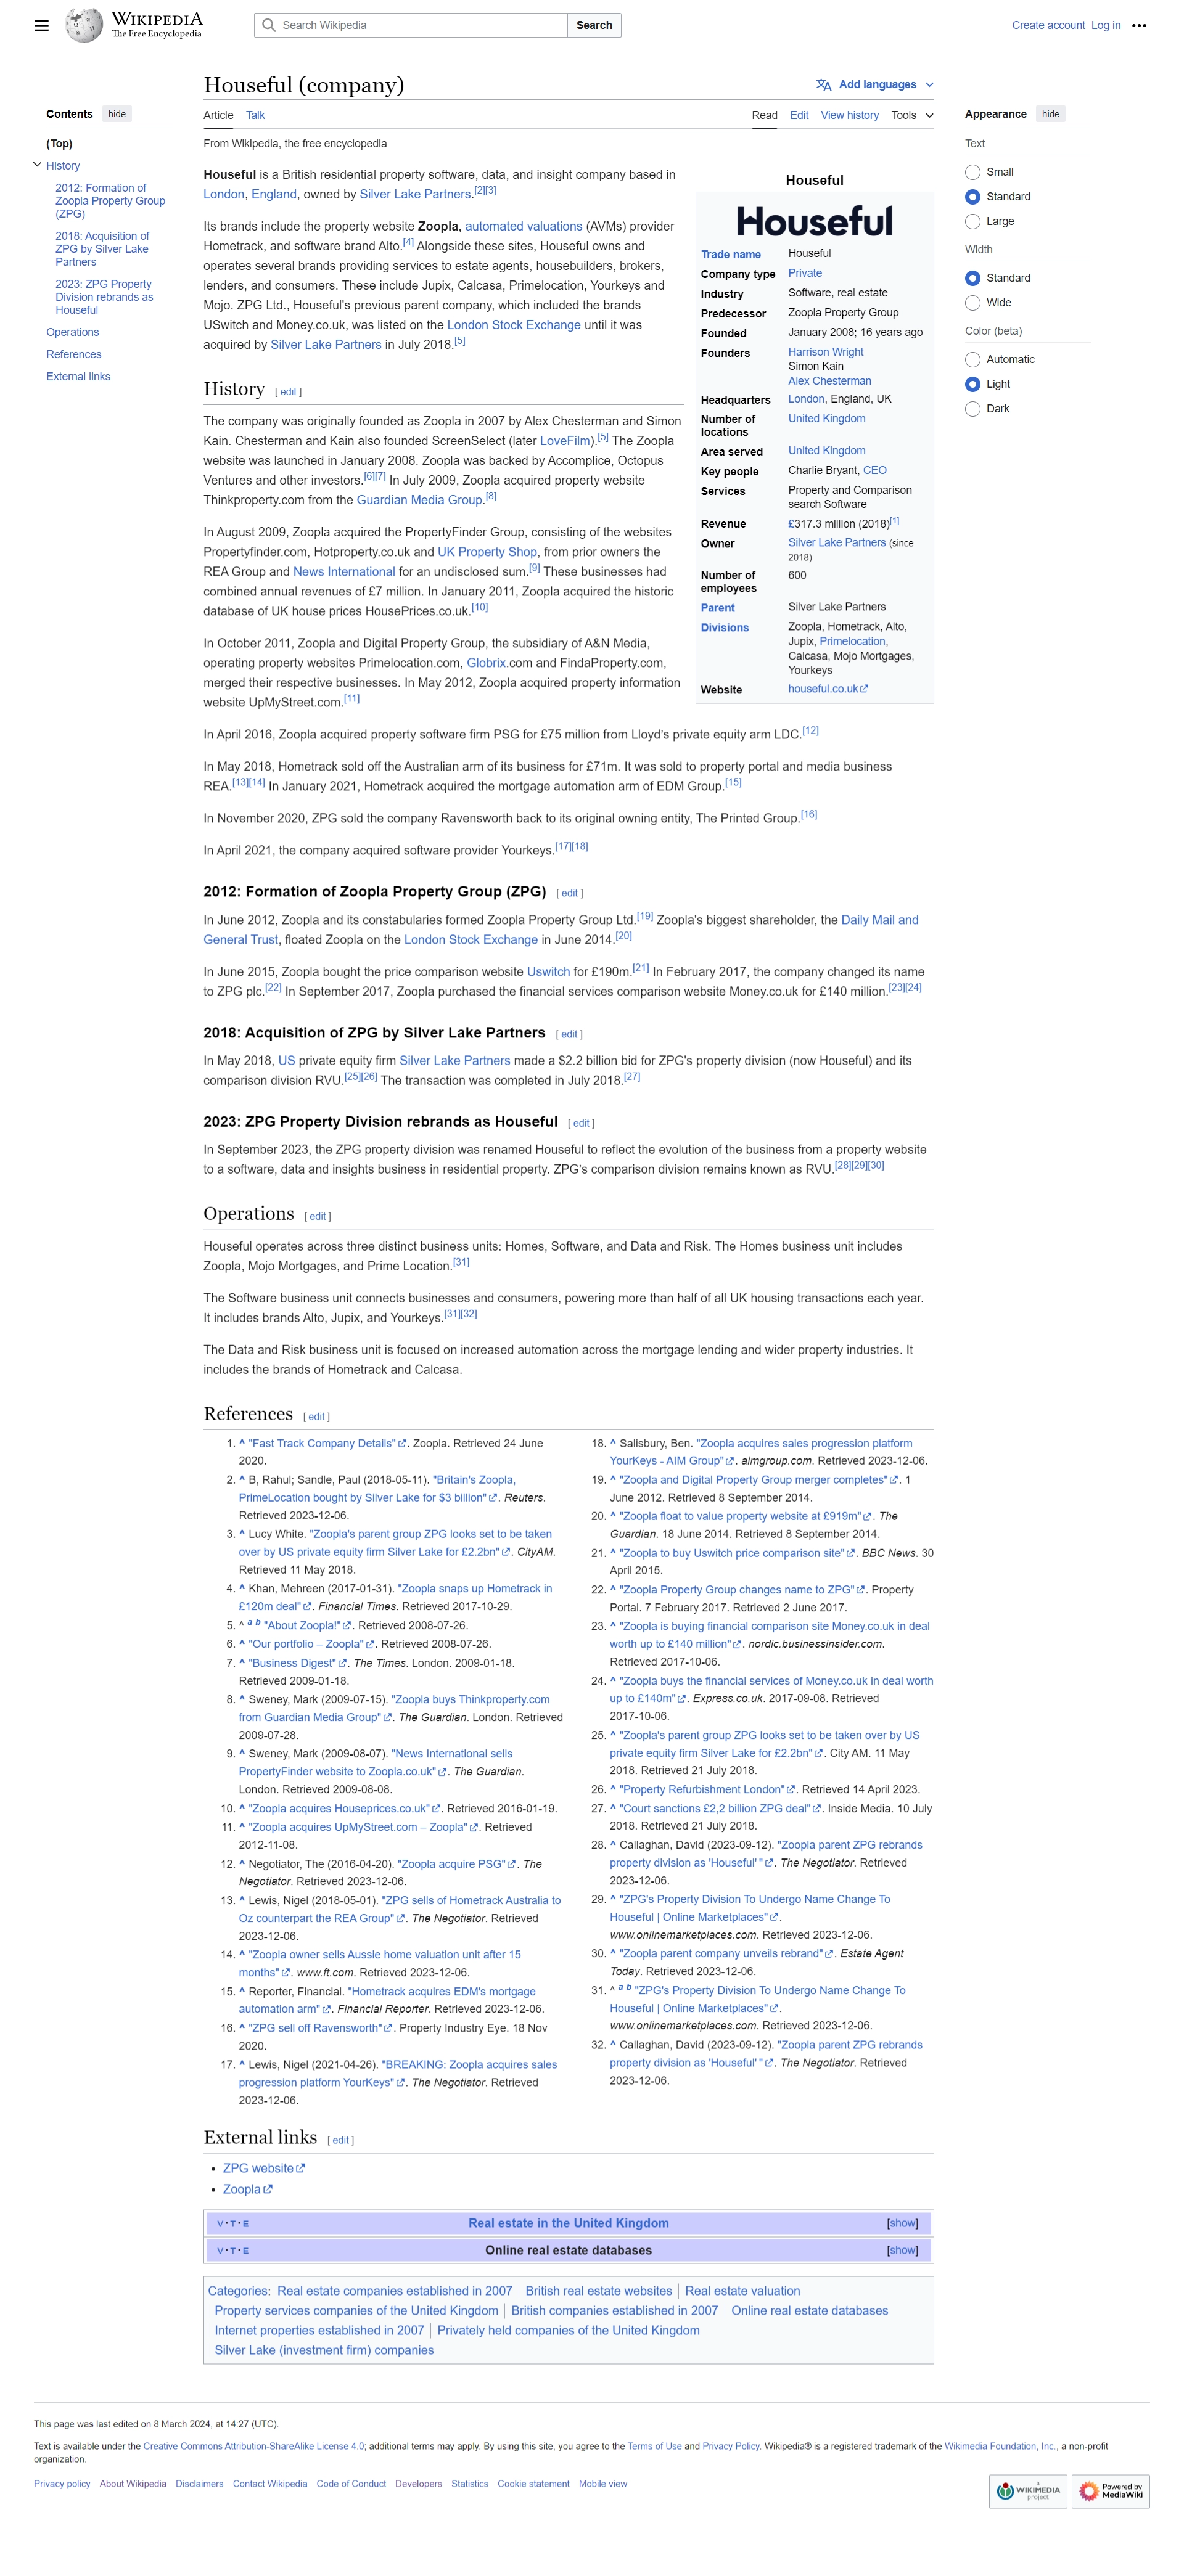 WIKIPEDIA
The Free Encyclopedia
Search Wikipedia
Search
Create account Log in
Contents hide
(Top)
History
2012: Formation of
Zoopla Property Group
(ZPG)
2018: Acquisition of
ZPG by Silver Lake
Partners
2023: ZPG Property
Division rebrands as
Houseful
Operations
References
External links
Houseful (company)
Add languages
Article Talk
Read Edit View history Tools
From Wikipedia, the free encyclopedia
Appearance hide
Text
Small
Standard
Large
Width
Standard
Wide
Color (beta)
Automatic
Light
Dark
Houseful is a British residential property software, data, and insight company based in
London, England, owned by Silver Lake Partners.[2][3]
Its brands include the property website Zoopla, automated valuations (AVMs) provider
Hometrack, and software brand Alto.[4] Alongside these sites, Houseful owns and
operates several brands providing services to estate agents, housebuilders, brokers,
lenders, and consumers. These include Jupix, Calcasa, Primelocation, Yourkeys and
Mojo. ZPG Ltd., Houseful's previous parent company, which included the brands
USwitch and Money.co.uk, was listed on the London Stock Exchange until it was
acquired by Silver Lake Partners in July 2018.[5]
Houseful
Houseful
Trade name Houseful
Company type Private
Industry Software, real estate
Predecessor Zoopla Property Group
Founded January 2008; 16 years ago
Founders Harrison Wright
Simon Kain
Alex Chesterman
Headquarters London, England, UK
Number of
locations United Kingdom
Area served United Kingdom
Key people Charlie Bryant, CEO
Services Property and Comparison
search Software
Revenue £317.3 million (2018)[1]
Owner Silver Lake Partners (since
2018)
Number of
employees 600
Parent Silver Lake Partners
Divisions Zoopla, Hometrack, Alto,
Jupix, Primelocation,
Calcasa, Mojo Mortgages,
Yourkeys
Website houseful.co.uk
History [ edit ]
The company was originally founded as Zoopla in 2007 by Alex Chesterman and Simon
Kain. Chesterman and Kain also founded ScreenSelect (later LoveFilm).[5] The Zoopla
website was launched in January 2008. Zoopla was backed by Accomplice, Octopus
Ventures and other investors.[6][7] In July 2009, Zoopla acquired property website
Thinkproperty.com from the Guardian Media Group.[8]
In August 2009, Zoopla acquired the PropertyFinder Group, consisting of the websites
Propertyfinder.com, Hotproperty.co.uk and UK Property Shop, from prior owners the
REA Group and News International for an undisclosed sum.[9] These businesses had
combined annual revenues of £7 million. In January 2011, Zoopla acquired the historic
database of UK house prices HousePrices.co.uk.[10]
In October 2011, Zoopla and Digital Property Group, the subsidiary of A&N Media,
operating property websites Primelocation.com, Globrix.com and FindaProperty.com,
merged their respective businesses. In May 2012, Zoopla acquired property information
website UpMyStreet.com.[11]
In April 2016, Zoopla acquired property software firm PSG for £75 million from Lloyd's private equity arm LDC.[12]
In May 2018, Hometrack sold off the Australian arm of its business for £71m. It was sold to property portal and media business
REA.[13][14] In January 2021, Hometrack acquired the mortgage automation arm of EDM Group.[15]
In November 2020, ZPG sold the company Ravensworth back to its original owning entity, The Printed Group.[16]
In April 2021, the company acquired software provider Yourkeys.[17][18]
2012: Formation of Zoopla Property Group (ZPG) [ edit ]
In June 2012, Zoopla and its constabularies formed Zoopla Property Group Ltd.[19] Zoopla's biggest shareholder, the Daily Mail and
General Trust, floated Zoopla on the London Stock Exchange in June 2014.[20]
In June 2015, Zoopla bought the price comparison website Uswitch for £190m.[21] In February 2017, the company changed its name
to ZPG plc.[22] In September 2017, Zoopla purchased the financial services comparison website Money.co.uk for £140 million.[23][24]
2018: Acquisition of ZPG by Silver Lake Partners [ edit ]
In May 2018, US private equity firm Silver Lake Partners made a $2.2 billion bid for ZPG's property division (now Houseful) and its
comparison division RVU.[25][26] The transaction was completed in July 2018.[27]
2023: ZPG Property Division rebrands as Houseful [ edit ]
In September 2023, the ZPG property division was renamed Houseful to reflect the evolution of the business from a property website
to a software, data and insights business in residential property. ZPG's comparison division remains known as RVU.[28][29][30]
Operations [ edit ]
Houseful operates across three distinct business units: Homes, Software, and Data and Risk. The Homes business unit includes
Zoopla, Mojo Mortgages, and Prime Location.[31]
The Software business unit connects businesses and consumers, powering more than half of all UK housing transactions each year.
It includes brands Alto, Jupix, and Yourkeys.[31][32]
The Data and Risk business unit is focused on increased automation across the mortgage lending and wider property industries. It
includes the brands of Hometrack and Calcasa.
References [ edit ]
1. ^ "Fast Track Company Details". Zoopla. Retrieved 24 June
2020.
2. ^ B, Rahul; Sandle, Paul (2018-05-11). "Britain's Zoopla,
PrimeLocation bought by Silver Lake for $3 billion". Reuters.
Retrieved 2023-12-06.
3. ^ Lucy White. "Zoopla's parent group ZPG looks set to be taken
over by US private equity firm Silver Lake for £2.2bn". CityAM.
Retrieved 11 May 2018.
4. ^ Khan, Mehreen (2017-01-31). "Zoopla snaps up Hometrack in
£120m deal". Financial Times. Retrieved 2017-10-29.
5. ^ a b "About Zoopla!". Retrieved 2008-07-26.
6. ^ "Our portfolio – Zoopla". Retrieved 2008-07-26.
7. ^ "Business Digest". The Times. London. 2009-01-18.
Retrieved 2009-01-18.
8. ^ Sweney, Mark (2009-07-15). "Zoopla buys Thinkproperty.com
from Guardian Media Group". The Guardian. London. Retrieved
2009-07-28.
9. ^ Sweney, Mark (2009-08-07). "News International sells
PropertyFinder website to Zoopla.co.uk". The Guardian.
London. Retrieved 2009-08-08.
10. ^ "Zoopla acquires Houseprices.co.uk". Retrieved 2016-01-19.
11. ^ "Zoopla acquires UpMyStreet.com – Zoopla". Retrieved
2012-11-08.
12. ^ Negotiator, The (2016-04-20). "Zoopla acquire PSG". The
Negotiator. Retrieved 2023-12-06.
13. ^ Lewis, Nigel (2018-05-01). "ZPG sells of Hometrack Australia to
Oz counterpart the REA Group". The Negotiator. Retrieved
2023-12-06.
14. ^ "Zoopla owner sells Aussie home valuation unit after 15
months". www.ft.com. Retrieved 2023-12-06.
15. ^ Reporter, Financial. "Hometrack acquires EDM's mortgage
automation arm". Financial Reporter. Retrieved 2023-12-06.
16. ^ "ZPG sell off Ravensworth". Property Industry Eye. 18 Nov
2020.
17. ^ Lewis, Nigel (2021-04-26). "BREAKING: Zoopla acquires sales
progression platform YourKeys". The Negotiator. Retrieved
2023-12-06.
18. ^ Salisbury, Ben. "Zoopla acquires sales progression platform
YourKeys - AIM Group". aimgroup.com. Retrieved 2023-12-06.
19. ^ "Zoopla and Digital Property Group merger completes". 1
June 2012. Retrieved 8 September 2014.
20. ^ "Zoopla float to value property website at £919m". The
Guardian. 18 June 2014. Retrieved 8 September 2014.
21. ^ "Zoopla to buy Uswitch price comparison site". BBC News. 30
April 2015.
22. ^ "Zoopla Property Group changes name to ZPG". Property
Portal. 7 February 2017. Retrieved 2 June 2017.
23. ^ "Zoopla is buying financial comparison site Money.co.uk in deal
worth up to £140 million". nordic.businessinsider.com.
Retrieved 2017-10-06.
24. ^ "Zoopla buys the financial services of Money.co.uk in deal worth
up to £140m". Express.co.uk. 2017-09-08. Retrieved
2017-10-06.
25. ^ "Zoopla's parent group ZPG looks set to be taken over by US
private equity firm Silver Lake for £2.2bn". City AM. 11 May
2018. Retrieved 21 July 2018.
26. ^ "Property Refurbishment London". Retrieved 14 April 2023.
27. ^ "Court sanctions £2,2 billion ZPG deal". Inside Media. 10 July
2018. Retrieved 21 July 2018.
28. ^ Callaghan, David (2023-09-12). "Zoopla parent ZPG rebrands
property division as 'Houseful' ". The Negotiator. Retrieved
2023-12-06.
29. ^ "ZPG's Property Division To Undergo Name Change To
Houseful | Online Marketplaces".
www.onlinemarketplaces.com. Retrieved 2023-12-06.
30. ^ "Zoopla parent company unveils rebrand". Estate Agent
Today. Retrieved 2023-12-06.
31. ^ a b "ZPG's Property Division To Undergo Name Change To
Houseful | Online Marketplaces".
www.onlinemarketplaces.com. Retrieved 2023-12-06.
32. ^ Callaghan, David (2023-09-12). "Zoopla parent ZPG rebrands
property division as 'Houseful' ". The Negotiator. Retrieved
2023-12-06.
External links [ edit ]
• ZPG website
• Zoopla
V·T·E Real estate in the United Kingdom [show]
V·T·E Online real estate databases [show]
Categories: Real estate companies established in 2007 | British real estate websites | Real estate valuation
| Property services companies of the United Kingdom | British companies established in 2007 | Online real estate databases
| Internet properties established in 2007 | Privately held companies of the United Kingdom
| Silver Lake (investment firm) companies
This page was last edited on 8 March 2024, at 14:27 (UTC).
Text is available under the Creative Commons Attribution-ShareAlike License 4.0; additional terms may apply. By using this site, you agree to the Terms of Use and Privacy Policy. Wikipedia® is a registered trademark of the Wikimedia Foundation, Inc., a non-profit
organization.
Privacy policy About Wikipedia Disclaimers Contact Wikipedia Code of Conduct Developers Statistics Cookie statement Mobile view
a
WIKIMEDIA
project
Powered by
MediaWiki